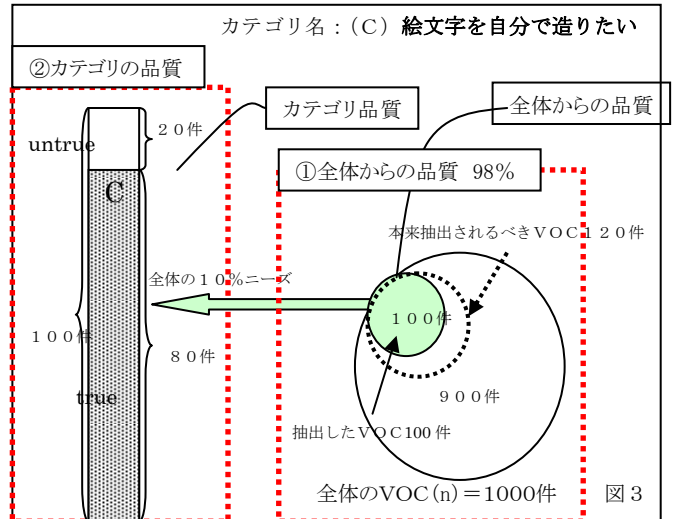 カテゴリ名：（C）絵文字を自分で造りたい
②カテゴリの品質
カテゴリ品質
全体からの品質
２０件
untrue
C
①全体からの品質 98％
本来抽出されるべきＶＯＣ１２０件
全体の１０％ニーズ
１００件
１００件
８０件
９００件
true
抽出したＶＯＣ100 件
全体のVOC(n)＝1000件
図３